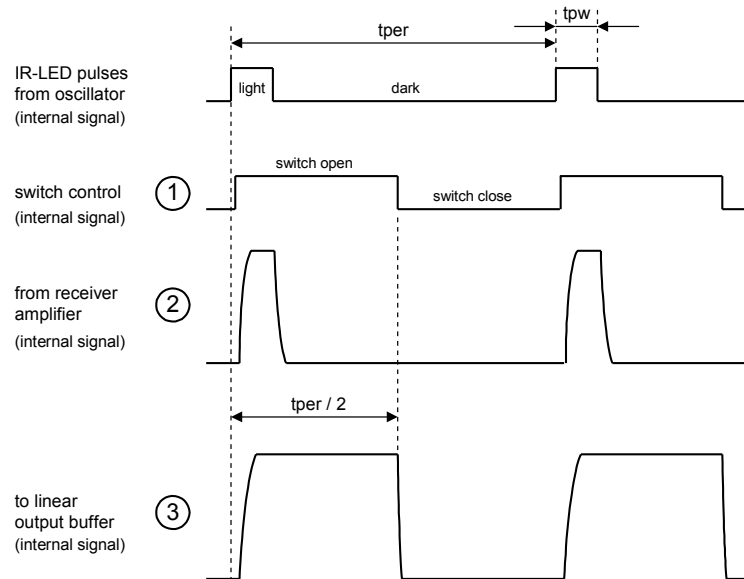 tpw
tper
IR-LED pulses
from oscillator
(internal signal)
light
dark
switch open
switch control
(internal signal)
1
switch close
from receiver
amplifier
(internal signal)
2
tper / 2
to linear
output buffer
(internal signal)
3